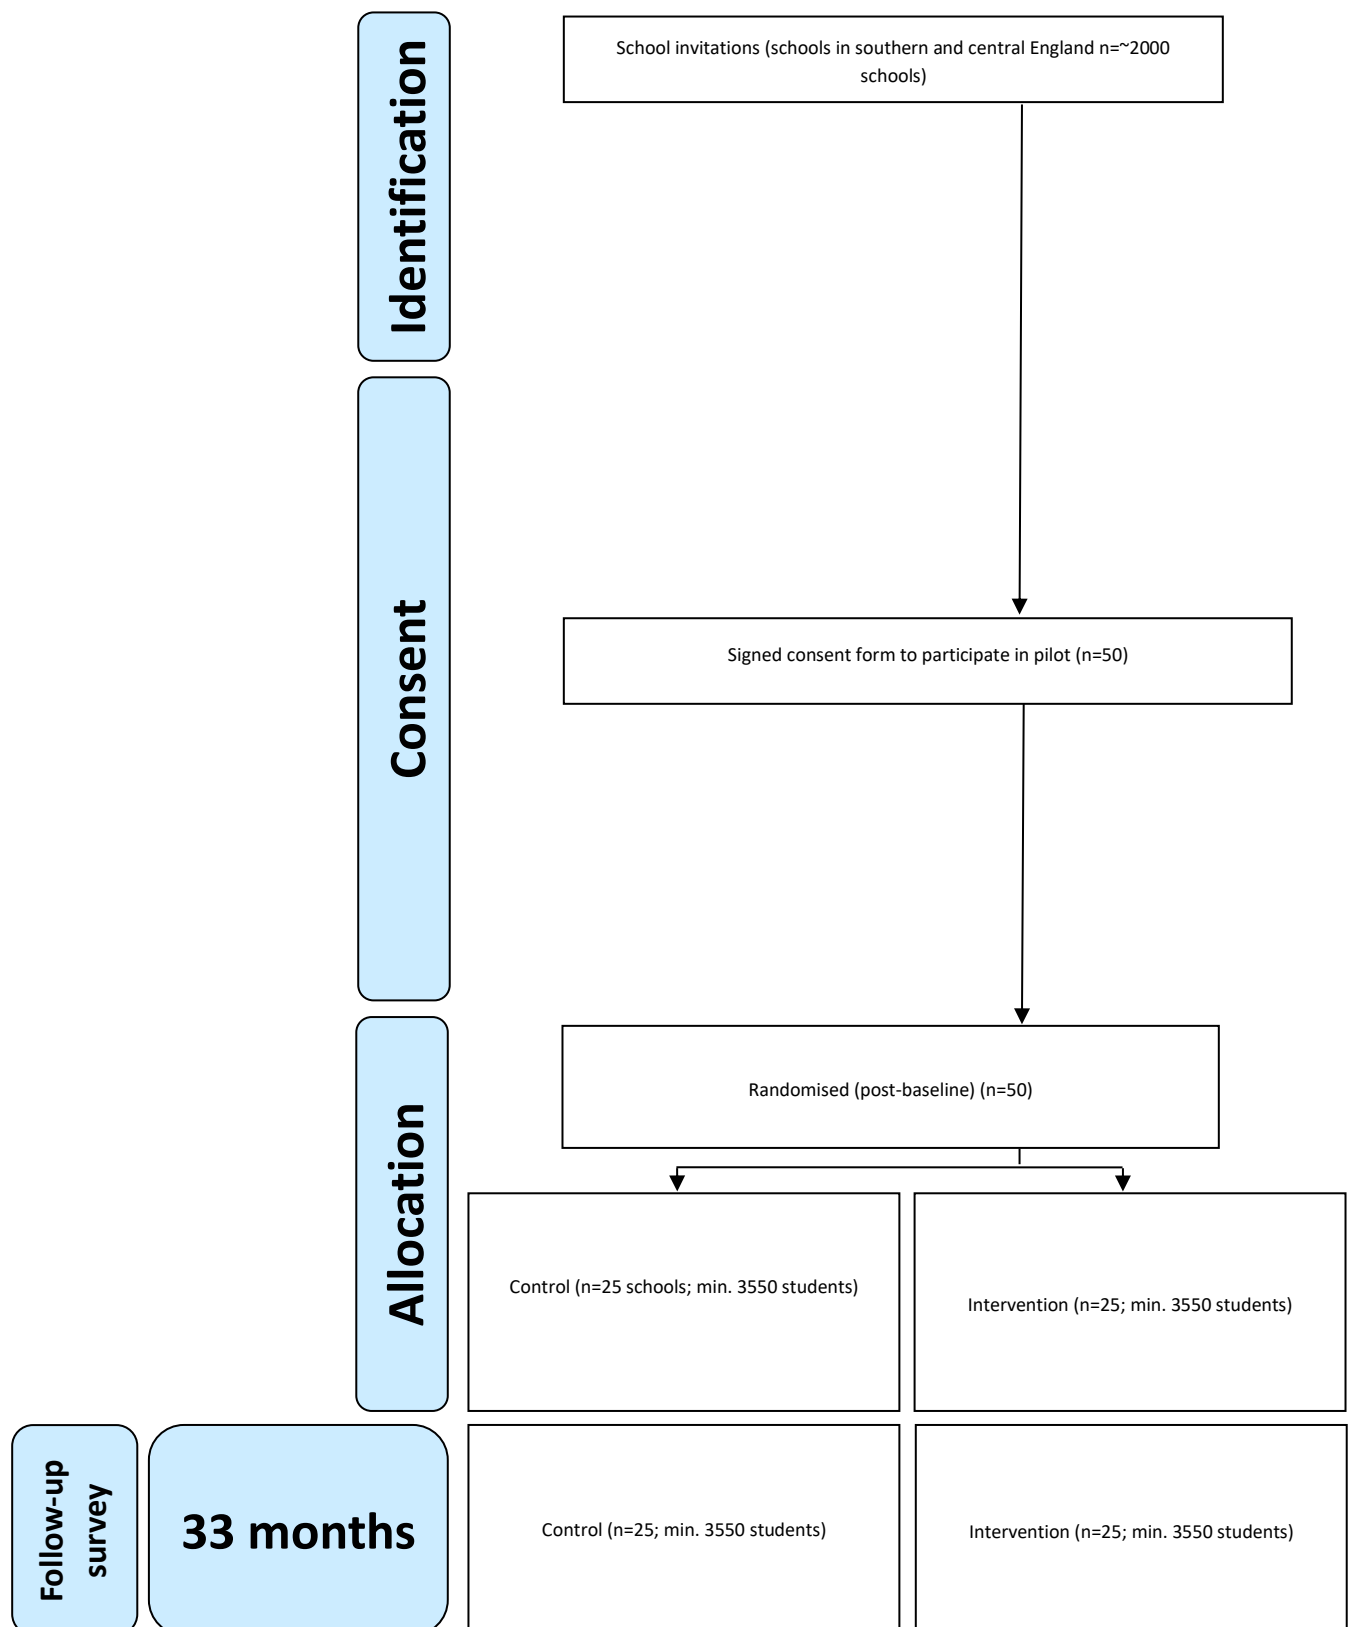 Identification
School invitations (schools in southern and central England n=~2000
schools)
Consent
Signed consent form to participate in pilot (n=50)
Allocation
Randomised (post-baseline) (n=50)
Control (n=25 schools; min. 3550 students)
Intervention (n=25; min. 3550 students)
Follow-up
survey
33 months
Control (n=25; min. 3550 students)
Intervention (n=25; min. 3550 students)